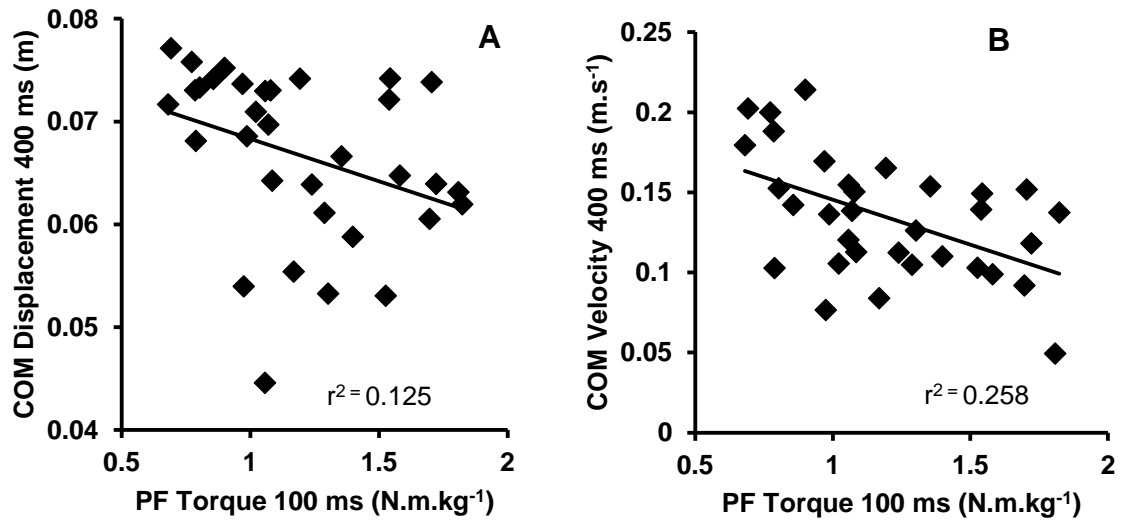 A
COM Displacement 400 ms (m)
0.08
0.07
0.06
0.05
0.04
r² = 0.125
0.5 1 1.5 2
PF Torque 100 ms (N.m.kg⁻¹)
B
COM Velocity 400 ms (m.s⁻¹)
0.25
0.2
0.15
0.1
0.05
0
r² = 0.258
0.5 1 1.5 2
PF Torque 100 ms (N.m.kg⁻¹)